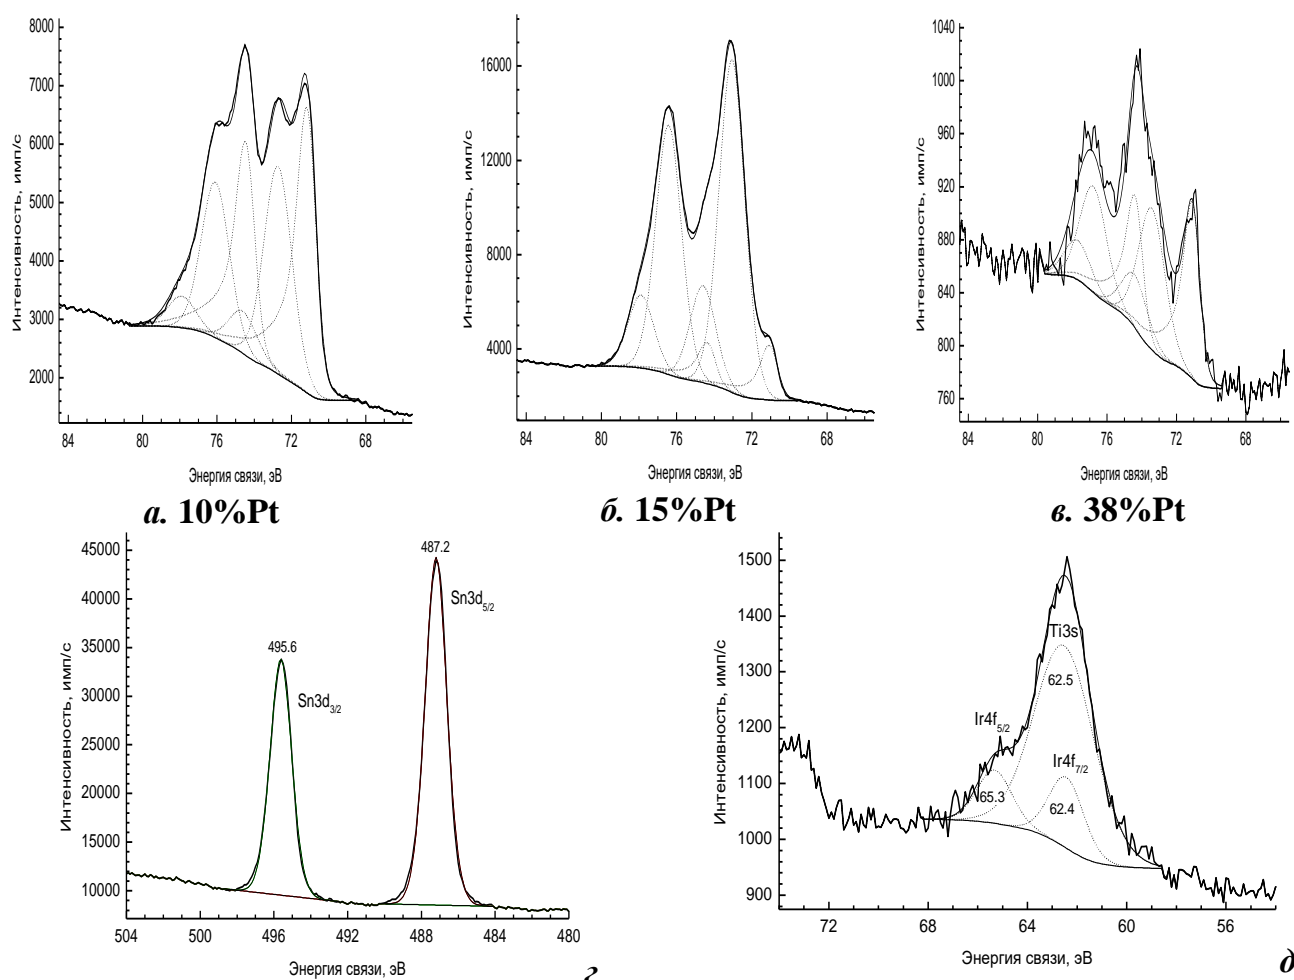 8000
7000
6000
5000
4000
3000
2000
Интенсивность, имп/с
84 80 76 72 68
Энергия связи, эВ
а. 10%Pt
16000
12000
8000
4000
Интенсивность, имп/с
84 80 76 72 68
Энергия связи, эВ
б. 15%Pt
1040
1000
960
920
880
840
800
760
Интенсивность, имп/с
84 80 76 72 68
Энергия связи, эВ
в. 38%Pt
45000
40000
35000
30000
25000
20000
15000
10000
Интенсивность, имп/с
487.2
Sn3d5/2
495.6
Sn3d3/2
504 500 496 492 488 484 480
Энергия связи, эВ
г
1500
1400
1300
1200
1100
1000
900
Интенсивность, имп/с
Ti3s
62.5
Ir4f5/2
Ir4f7/2
65.3
62.4
72 68 64 60 56
Энергия связи, эВ
д